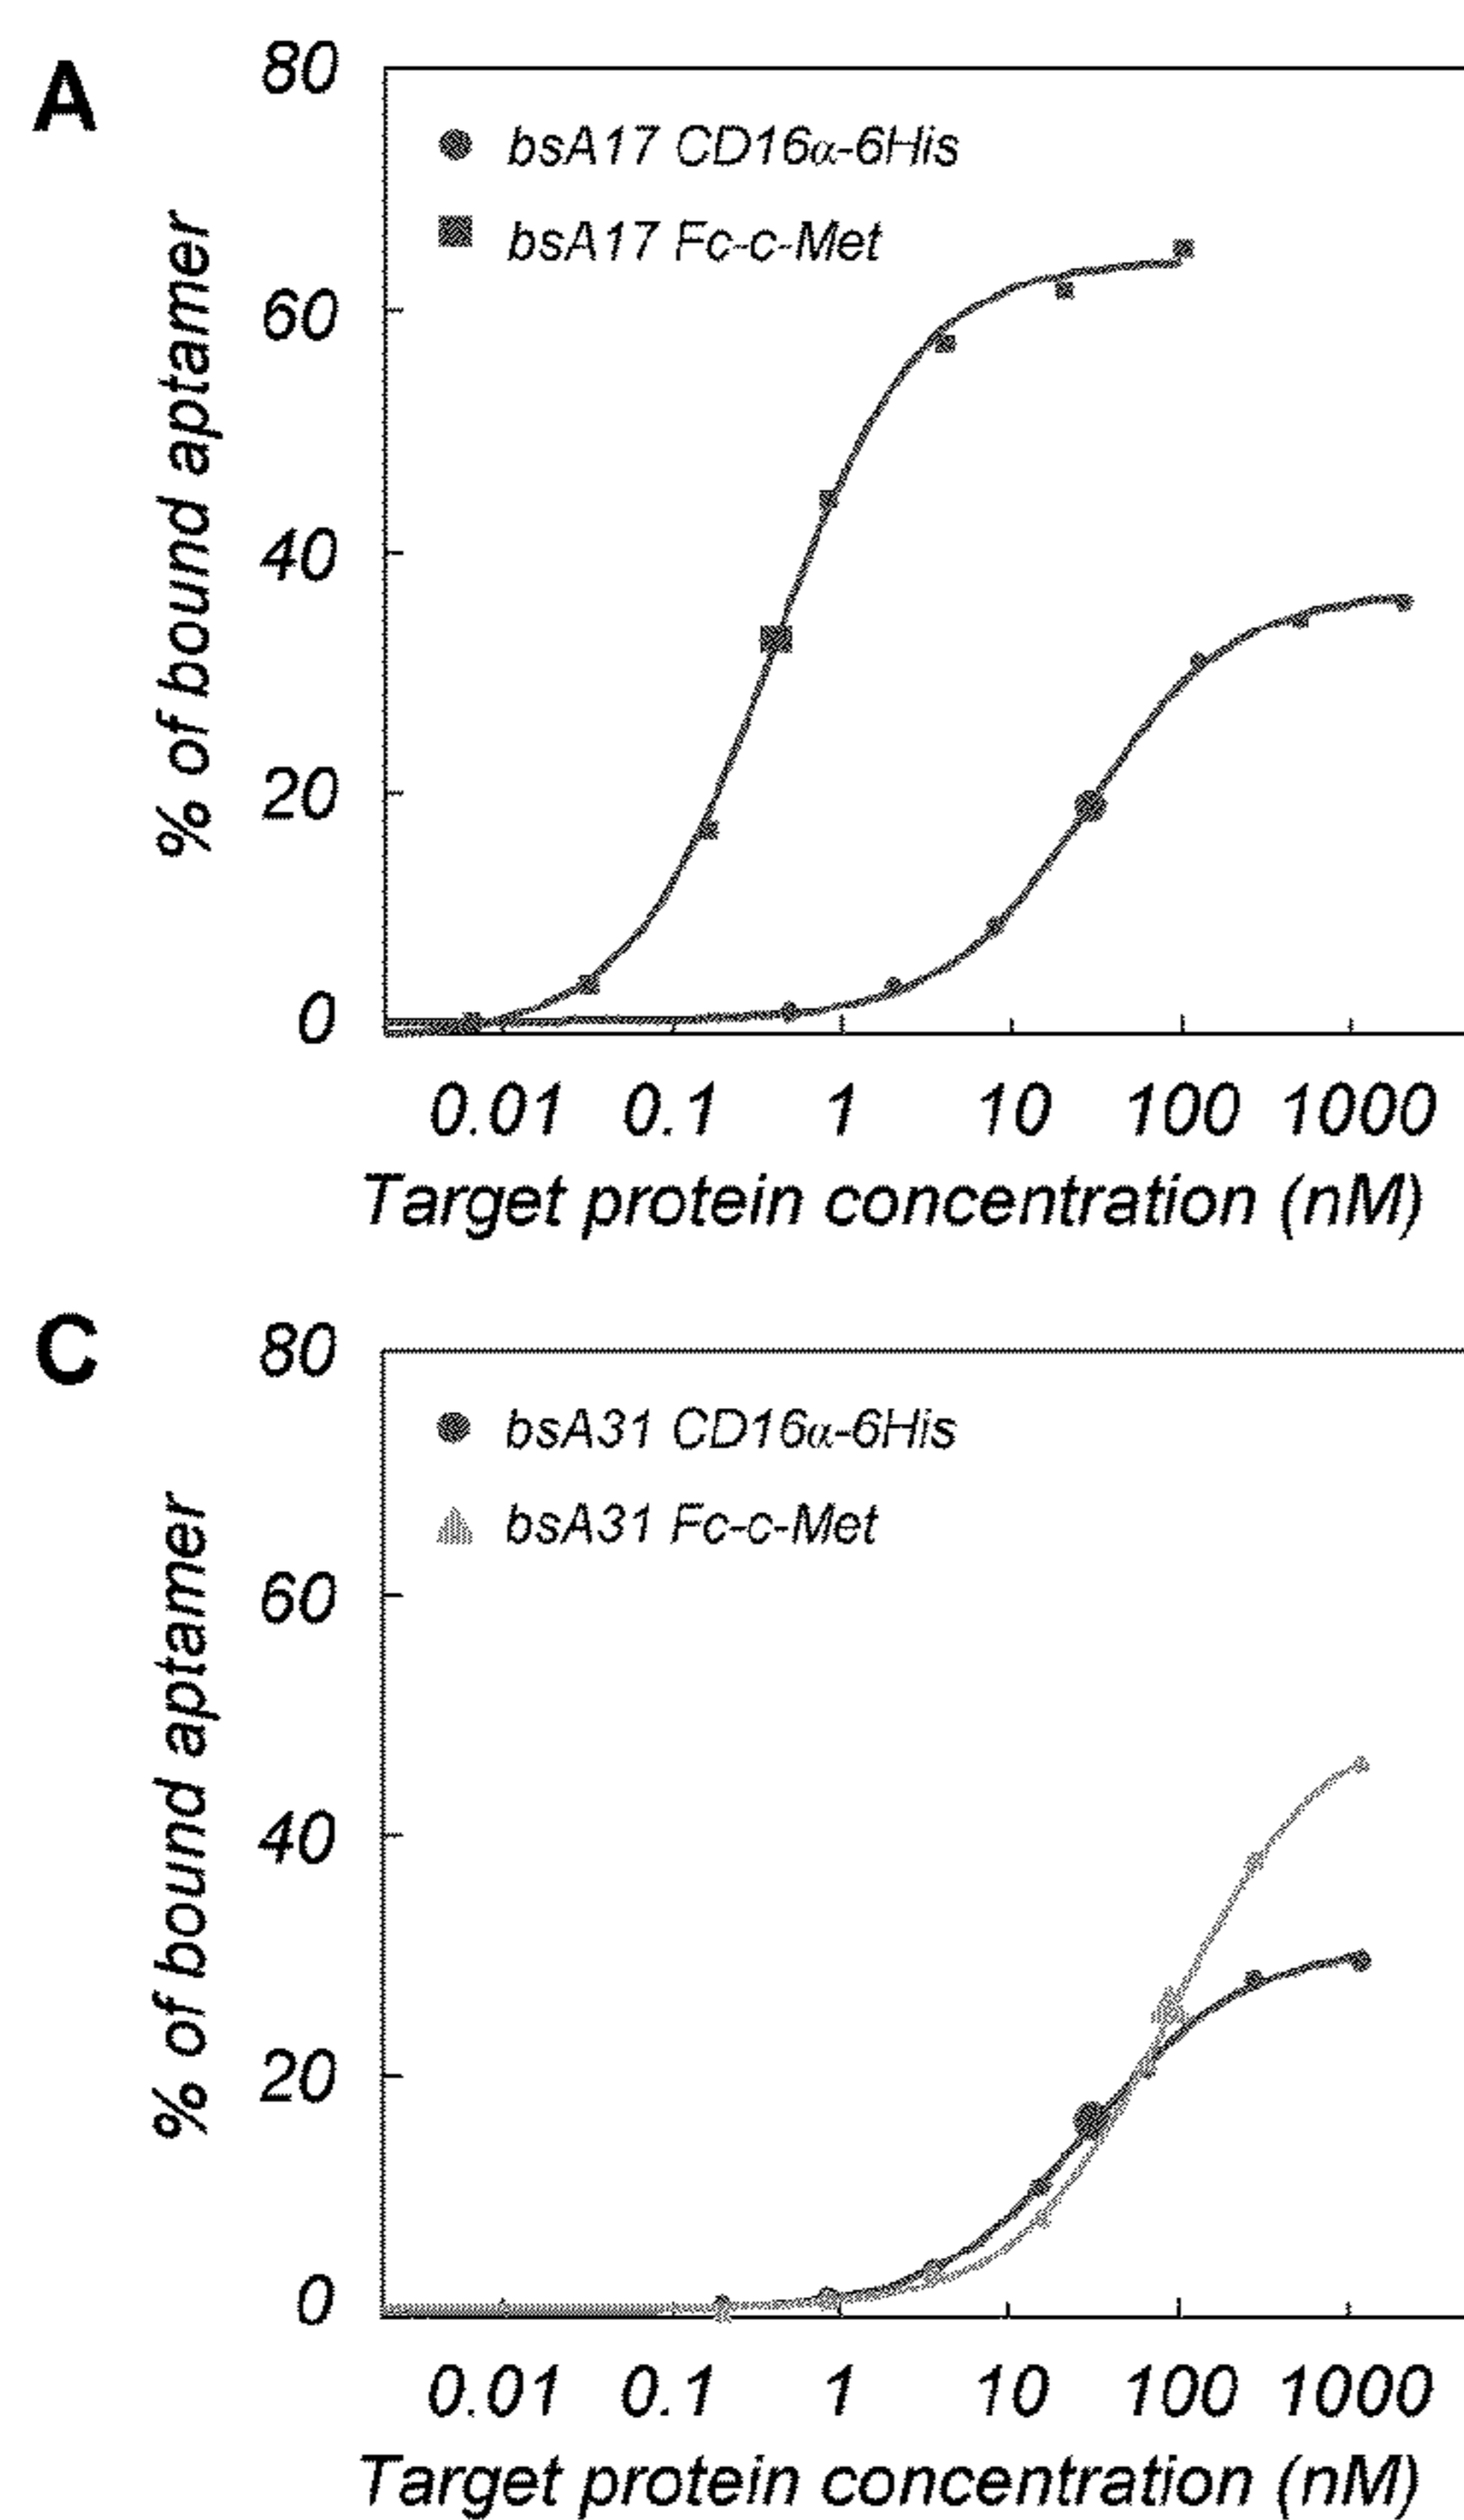 A
80
bsA17 CD16α-6His
bsA17 Fc-c-Met
60
40
20
0
% of bound aptamer
0.01 0.1 1 10 100 1000
Target protein concentration (nM)
C
80
bsA31 CD16α-6His
bsA31 Fc-c-Met
60
40
20
0
% of bound aptamer
0.01 0.1 1 10 100 1000
Target protein concentration (nM)